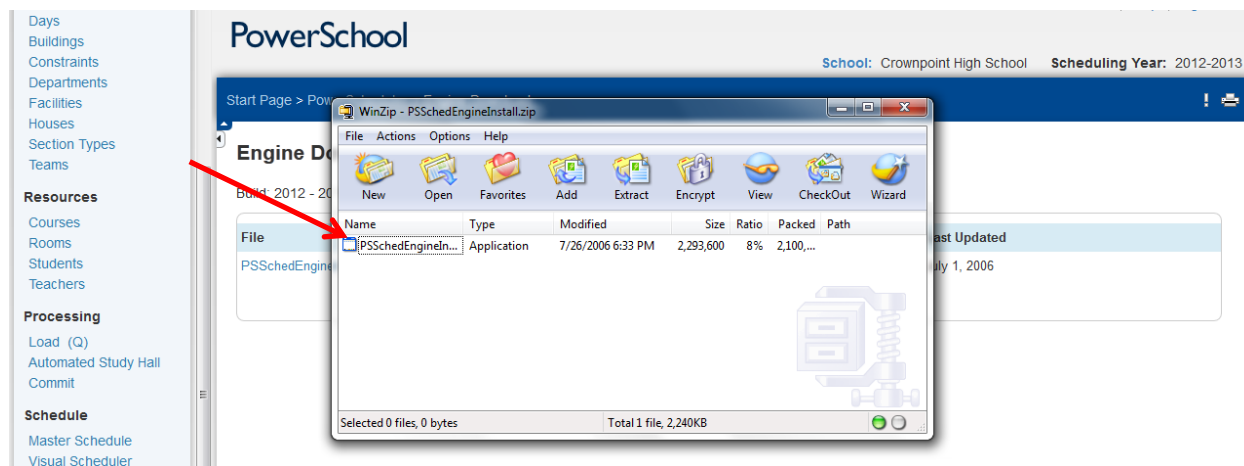 Days
Buildings
Constraints
Departments
Facilities
Houses
Section Types
Teams
Resources
Courses
Rooms
Students
Teachers
Processing
Load (Q)
Automated Study Hall
Commit
Schedule
Master Schedule
Visual Scheduler
PowerSchool
School: Crownpoint High School Scheduling Year: 2012-2013
Start Page > Pow
!
Engine Do
Build: 2012 - 20
File
ast Updated
PSSchedEngine
uly 1, 2006
WinZip - PSSchedEngineInstall.zip
File Actions Options Help
New Open Favorites Add Extract Encrypt View CheckOut Wizard
Name Type Modified Size Ratio Packed Path
PSSchedEngineIn... Application 7/26/2006 6:33 PM 2,293,600 8% 2,100,...
Selected 0 files, 0 bytes Total 1 file, 2,240KB